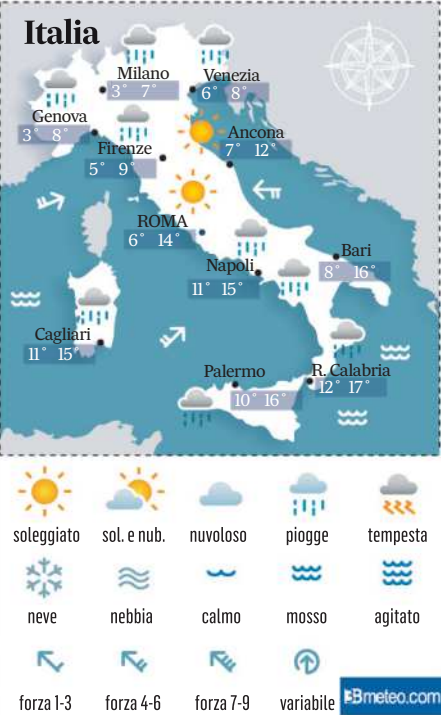 Italia
Milano
3° 7°
Venezia
6° 8°
Genova
3° 8°
Firenze
5° 9°
Ancona
7° 12°
ROMA
6° 14°
Napoli
11° 15°
Bari
8° 16°
Cagliari
11° 15°
Palermo
10° 16°
R. Calabria
12° 17°
soleggiato sol. e nub. nuvoloso piogge tempesta
neve nebbia calmo mosso agitato
forza 1-3 forza 4-6 forza 7-9 variabile
3Bmeteo.com